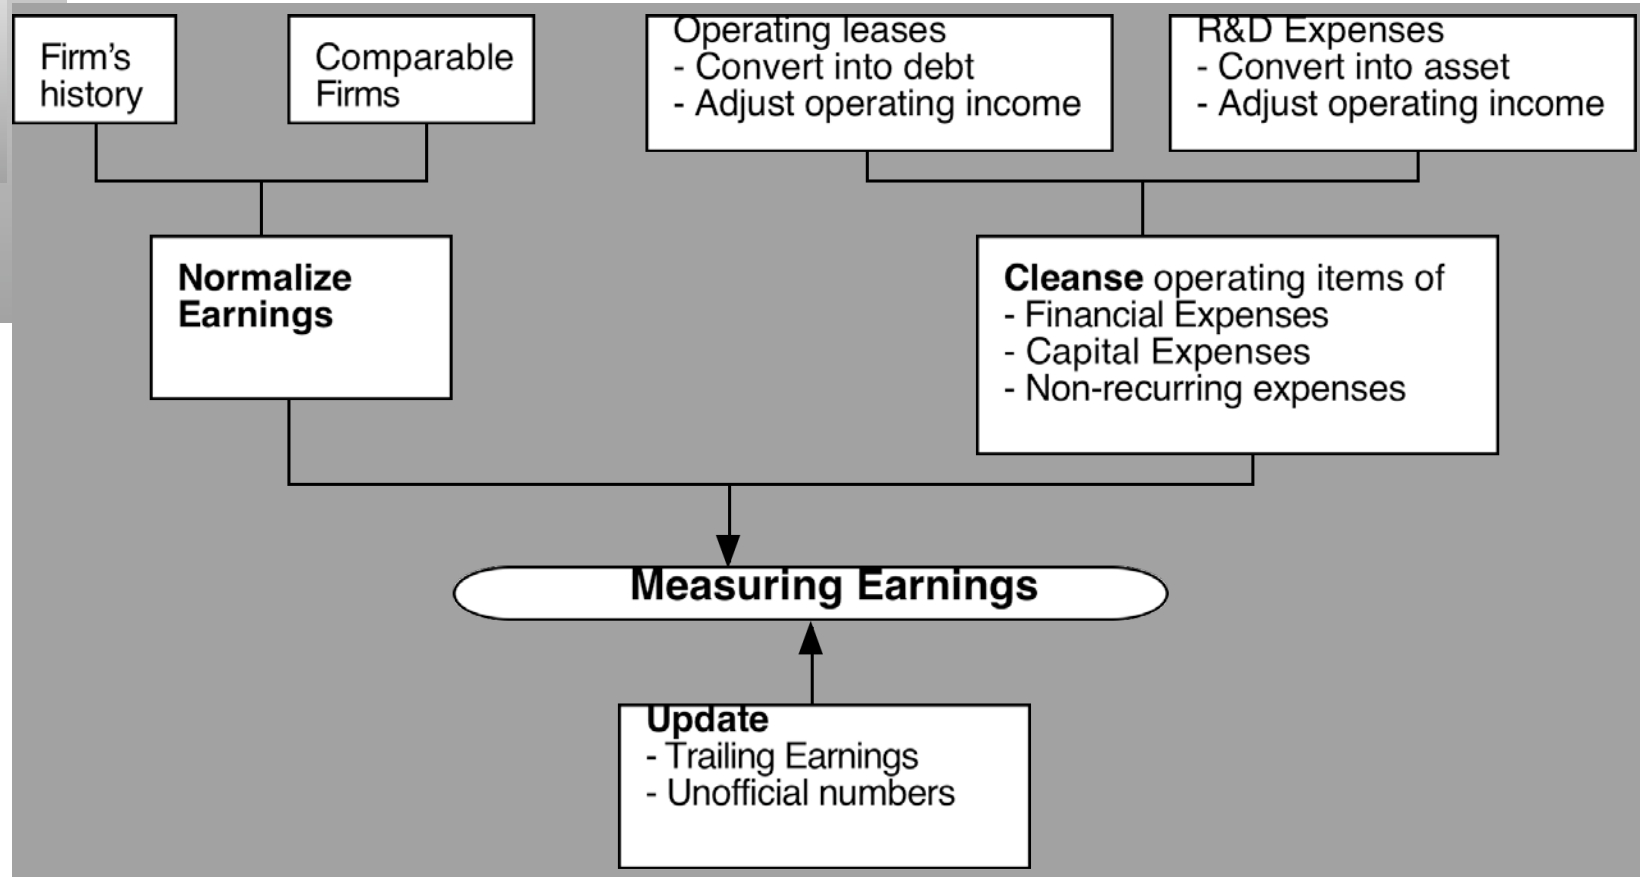 Firm's
history
Comparable
Firms
Operating leases
- Convert into debt
- Adjust operating income
R&D Expenses
- Convert into asset
- Adjust operating income
Normalize
Earnings
Cleanse operating items of
- Financial Expenses
- Capital Expenses
- Non-recurring expenses
Measuring Earnings
Update
- Trailing Earnings
- Unofficial numbers